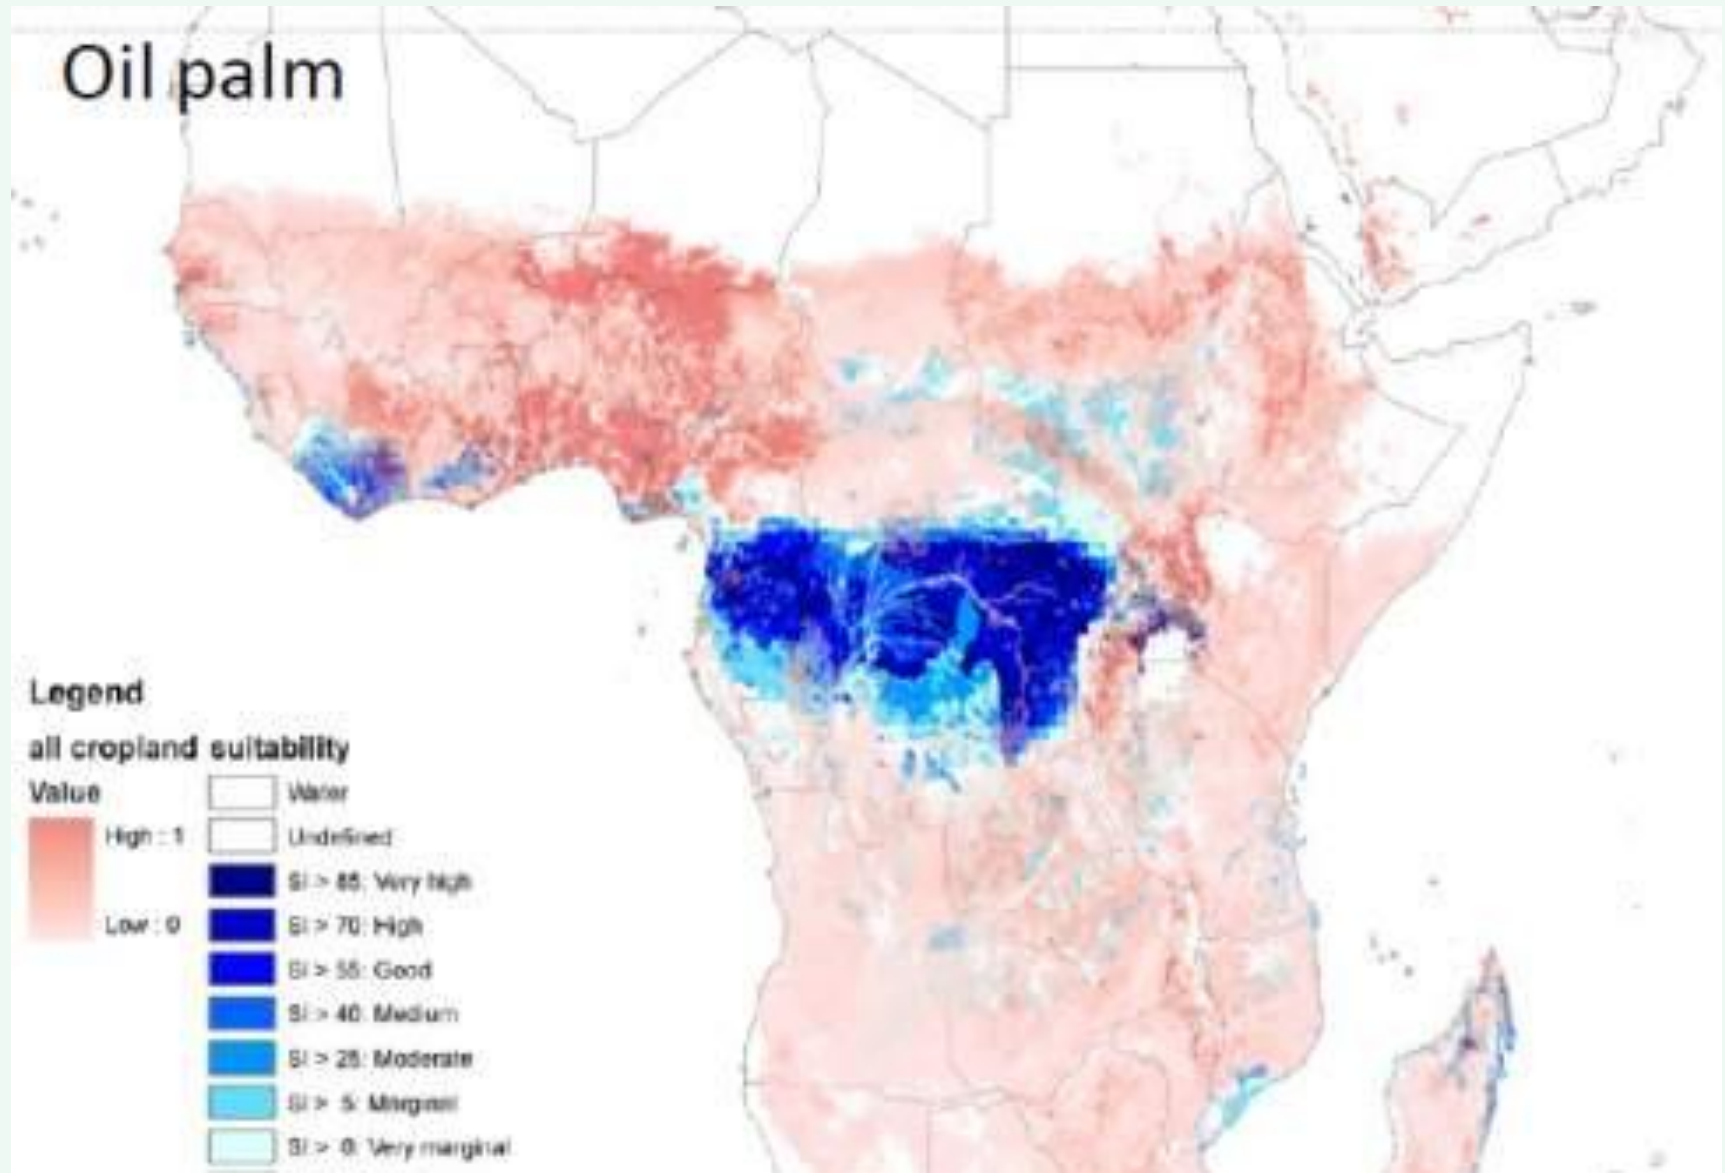 Oil palm
Legend
all cropland suitability
Value
High : 1
Low : 0
Water
Undefined
SI > 85: Very high
SI > 70: High
SI > 55: Good
SI > 40: Medium
SI > 25: Moderate
SI > 5: Marginal
SI > 0: Very marginal